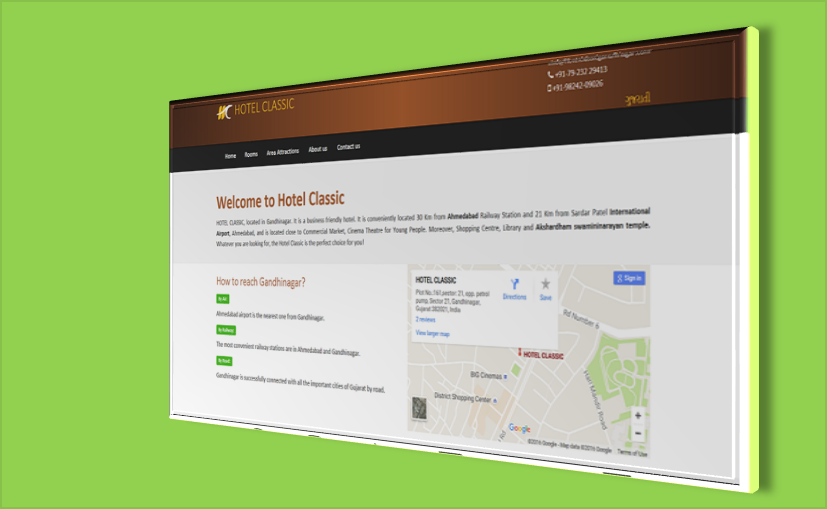 +91-79-232 29413
+91-98242-09026
HC HOTEL CLASSIC
ગુજરાતી
Home Rooms Area Attractions About us Contact us
Welcome to Hotel Classic
HOTEL CLASSIC, located in Gandhinagar. It is a business friendly hotel. It is conveniently located 30 Km from Ahmedabad Railway Station and 21 Km from Sardar Patel International
Airport, Ahmedabad, and is located close to Commercial Market, Cinema Theatre for Young People. Moreover, Shopping Centre, Library and Akshardham swamininarayan temple.
Whatever you are looking for, the Hotel Classic is the perfect choice for you!
How to reach Gandhinagar?
By Air
Ahmedabad airport is the nearest one from Gandhinagar.
By Railway
The most convenient railway stations are in Ahmedabad and Gandhinagar.
By Road
Gandhinagar is successfully connected with all the important cities of Gujarat by road.
HOTEL CLASSIC
Plot No.161,sector: 21, opp. petrol
pump, Sector 21, Gandhinagar,
Gujarat 382021, India
2 reviews
View larger map
Directions
Save
Sign in
Rd Number 6
HOTEL CLASSIC
BIG Cinemas
District Shopping Center
Hari Mandir Road
Rd
Google
+
−
©2016 Google - Map data ©2016 Google Terms of Use